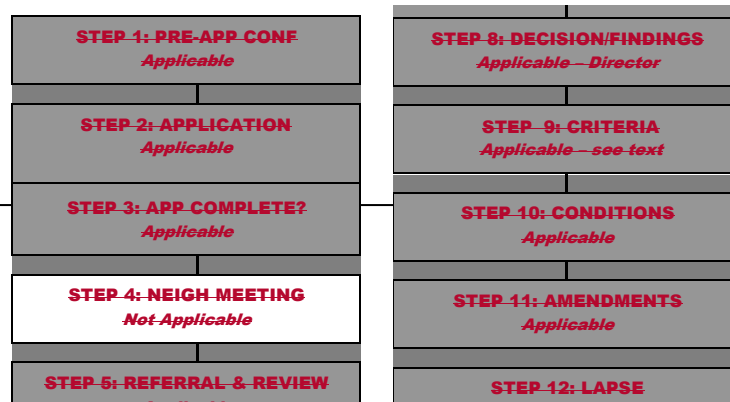 STEP 1: PRE-APP CONF
Applicable
STEP 2: APPLICATION
Applicable
STEP 3: APP COMPLETE?
Applicable
STEP 4: NEIGH MEETING
Not Applicable
STEP 5: REFERRAL & REVIEW
STEP 8: DECISION/FINDINGS
Applicable – Director
STEP 9: CRITERIA
Applicable – see text
STEP 10: CONDITIONS
Applicable
STEP 11: AMENDMENTS
Applicable
STEP 12: LAPSE